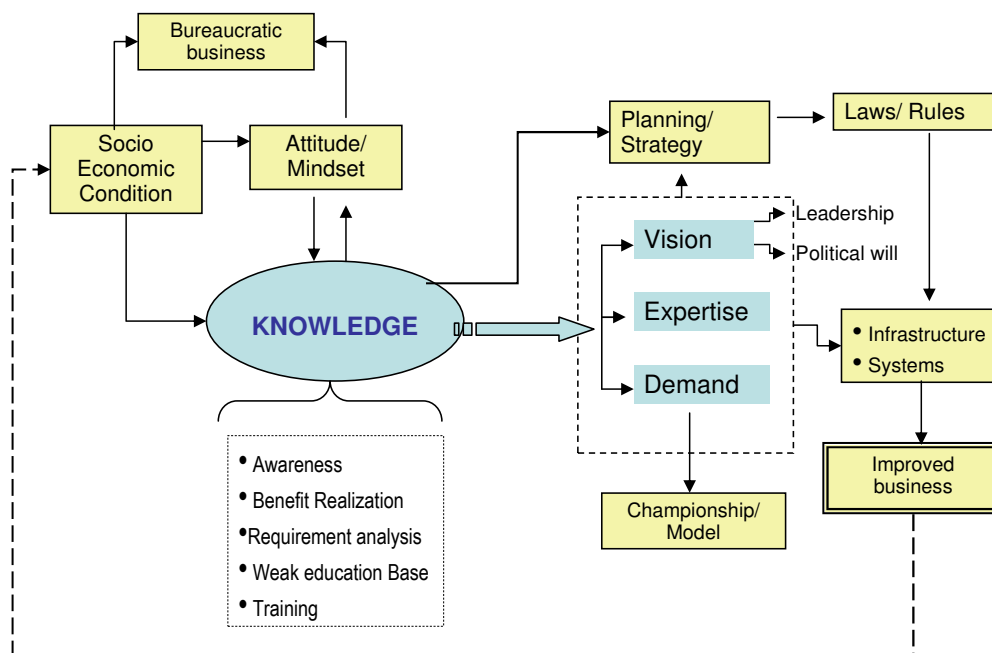 Bureaucratic
business
Socio
Economic
Condition
Attitude/
Mindset
Planning/
Strategy
Laws/ Rules
Leadership
Vision
Political will
KNOWLEDGE
Expertise
Demand
• Infrastructure
• Systems
• Awareness
• Benefit Realization
•Requirement analysis
• Weak education Base
• Training
Championship/
Model
Improved
business